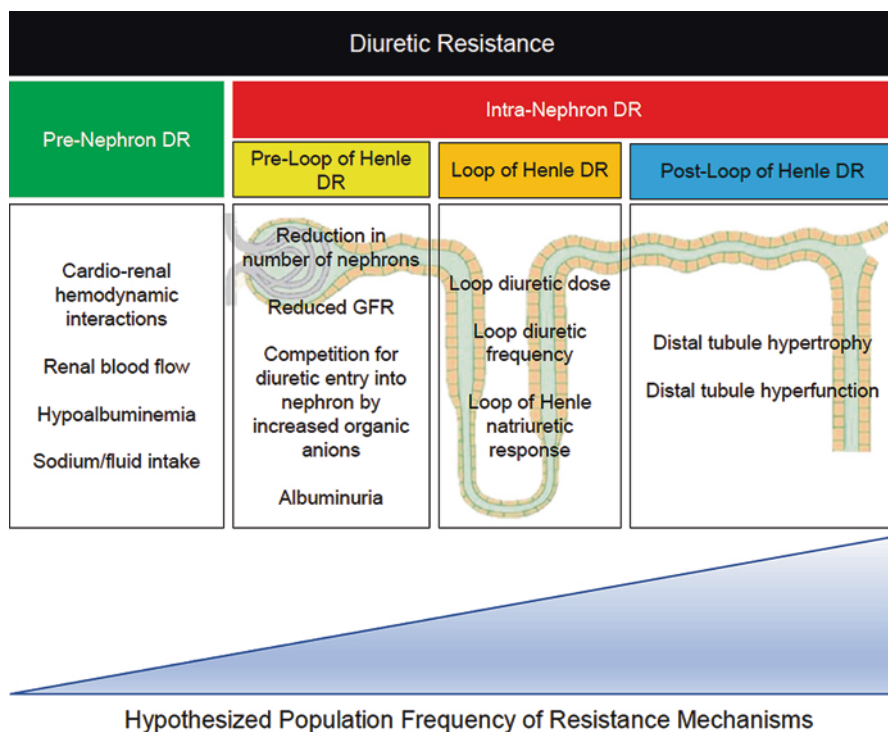 Diuretic Resistance
Pre-Nephron DR
Intra-Nephron DR
Pre-Loop of Henle
DR
Loop of Henle DR
Post-Loop of Henle DR
Cardio-renal
hemodynamic
interactions
Renal blood flow
Hypoalbuminemia
Sodium/fluid intake
Reduction in
number of nephrons
Reduced GFR
Competition for
diuretic entry into
nephron by
increased organic
anions
Albuminuria
Loop diuretic dose
Loop diuretic
frequency
Loop of Henle
natriuretic
response
Distal tubule hypertrophy
Distal tubule hyperfunction
Hypothesized Population Frequency of Resistance Mechanisms